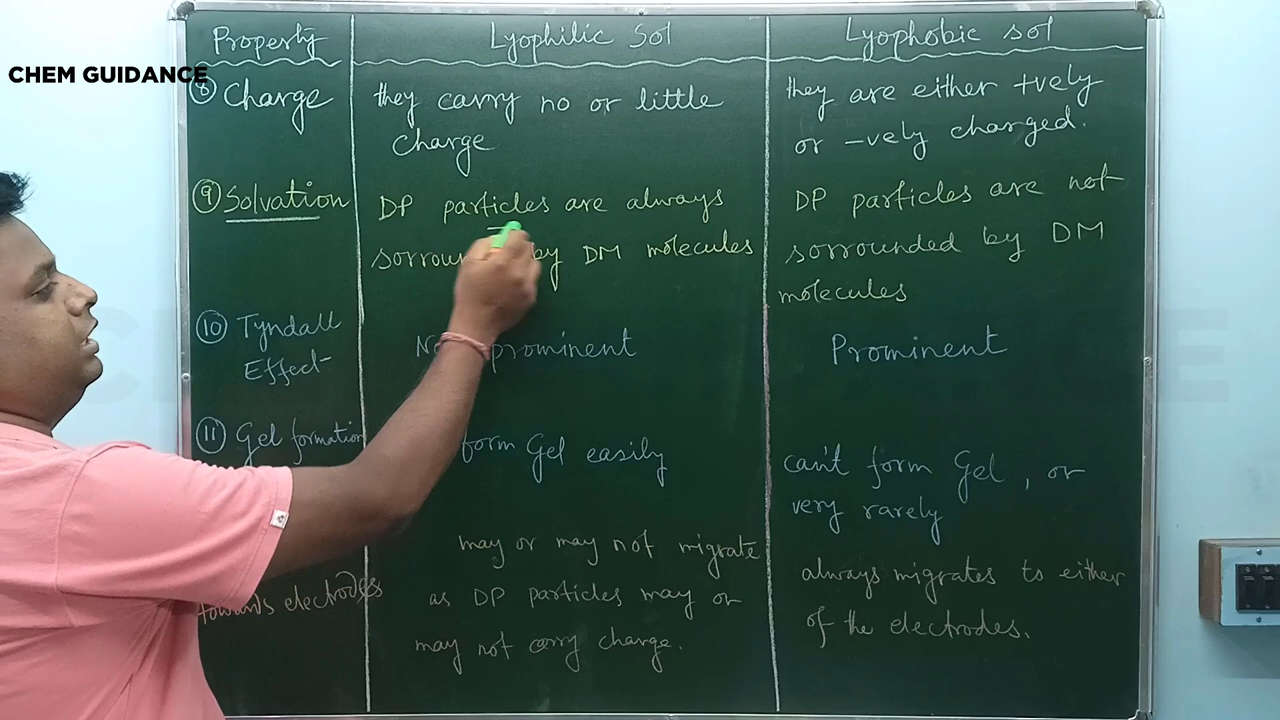 CHEM GUIDANCE
Property
Lyophilic Sol
Lyophobic sol
⑧ Charge
they carry no or little
Charge
they are either +vely
or -vely charged.
⑨ Solvation
DP particles are always
by DM molecules
DP particles are not
sorrounded by DM
molecules
⑩ Tyndall
Effect
prominent
Prominent
⑪ Gel formation
form Gel easily
can't form Gel, or
very rarely
towards electrodes
may or may not migrate
as DP particles may or
may not carry charge.
always migrates to either
of the electrodes.